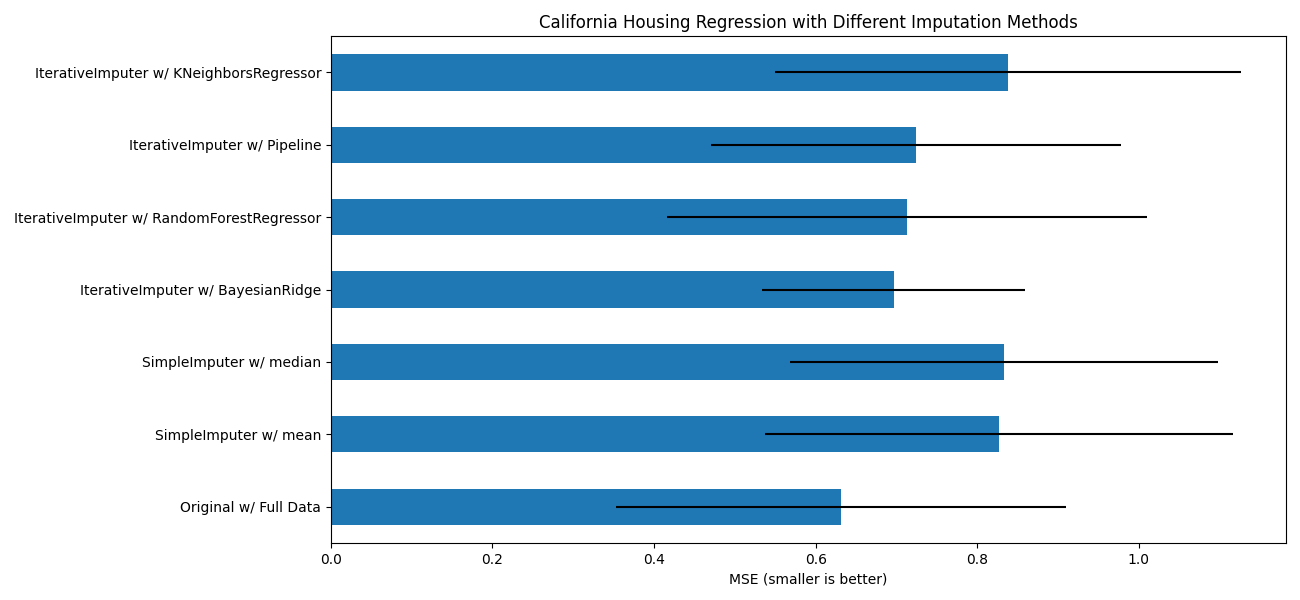 California Housing Regression with Different Imputation Methods
IterativeImputer w/ KNeighborsRegressor
IterativeImputer w/ Pipeline
IterativeImputer w/ RandomForestRegressor
IterativeImputer w/ BayesianRidge
SimpleImputer w/ median
SimpleImputer w/ mean
Original w/ Full Data
0.0 0.2 0.4 0.6 0.8 1.0
MSE (smaller is better)